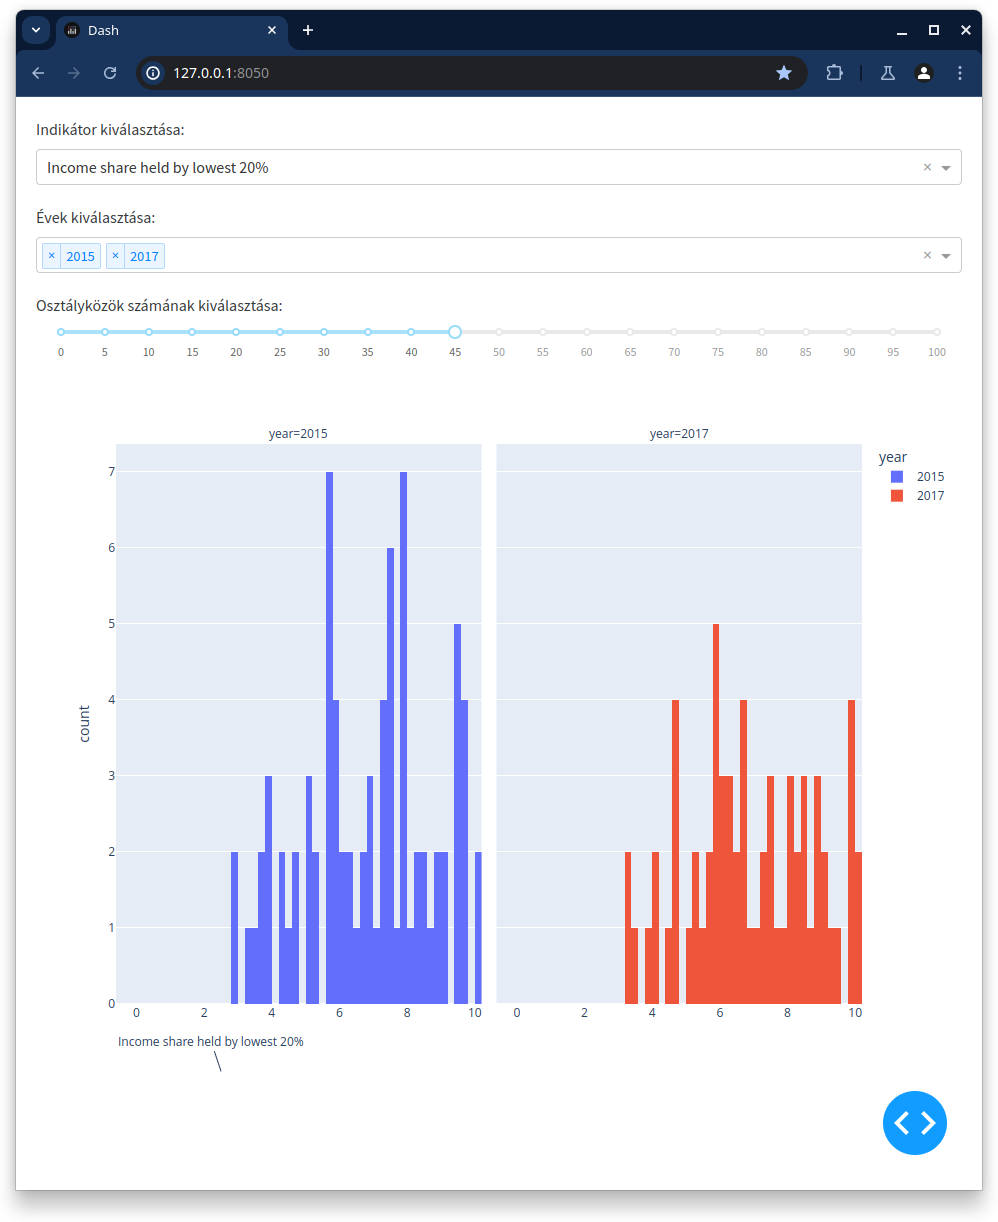 Dash
127.0.0.1:8050
Indikátor kiválasztása:
Income share held by lowest 20%
Évek kiválasztása:
× 2015 × 2017
Osztályközök számának kiválasztása:
0 5 10 15 20 25 30 35 40 45 50 55 60 65 70 75 80 85 90 95 100
year=2015 year=2017
year
2015
2017
7
6
5
4
3
2
1
0
count
0 2 4 6 8 10 0 2 4 6 8 10
Income share held by lowest 20%